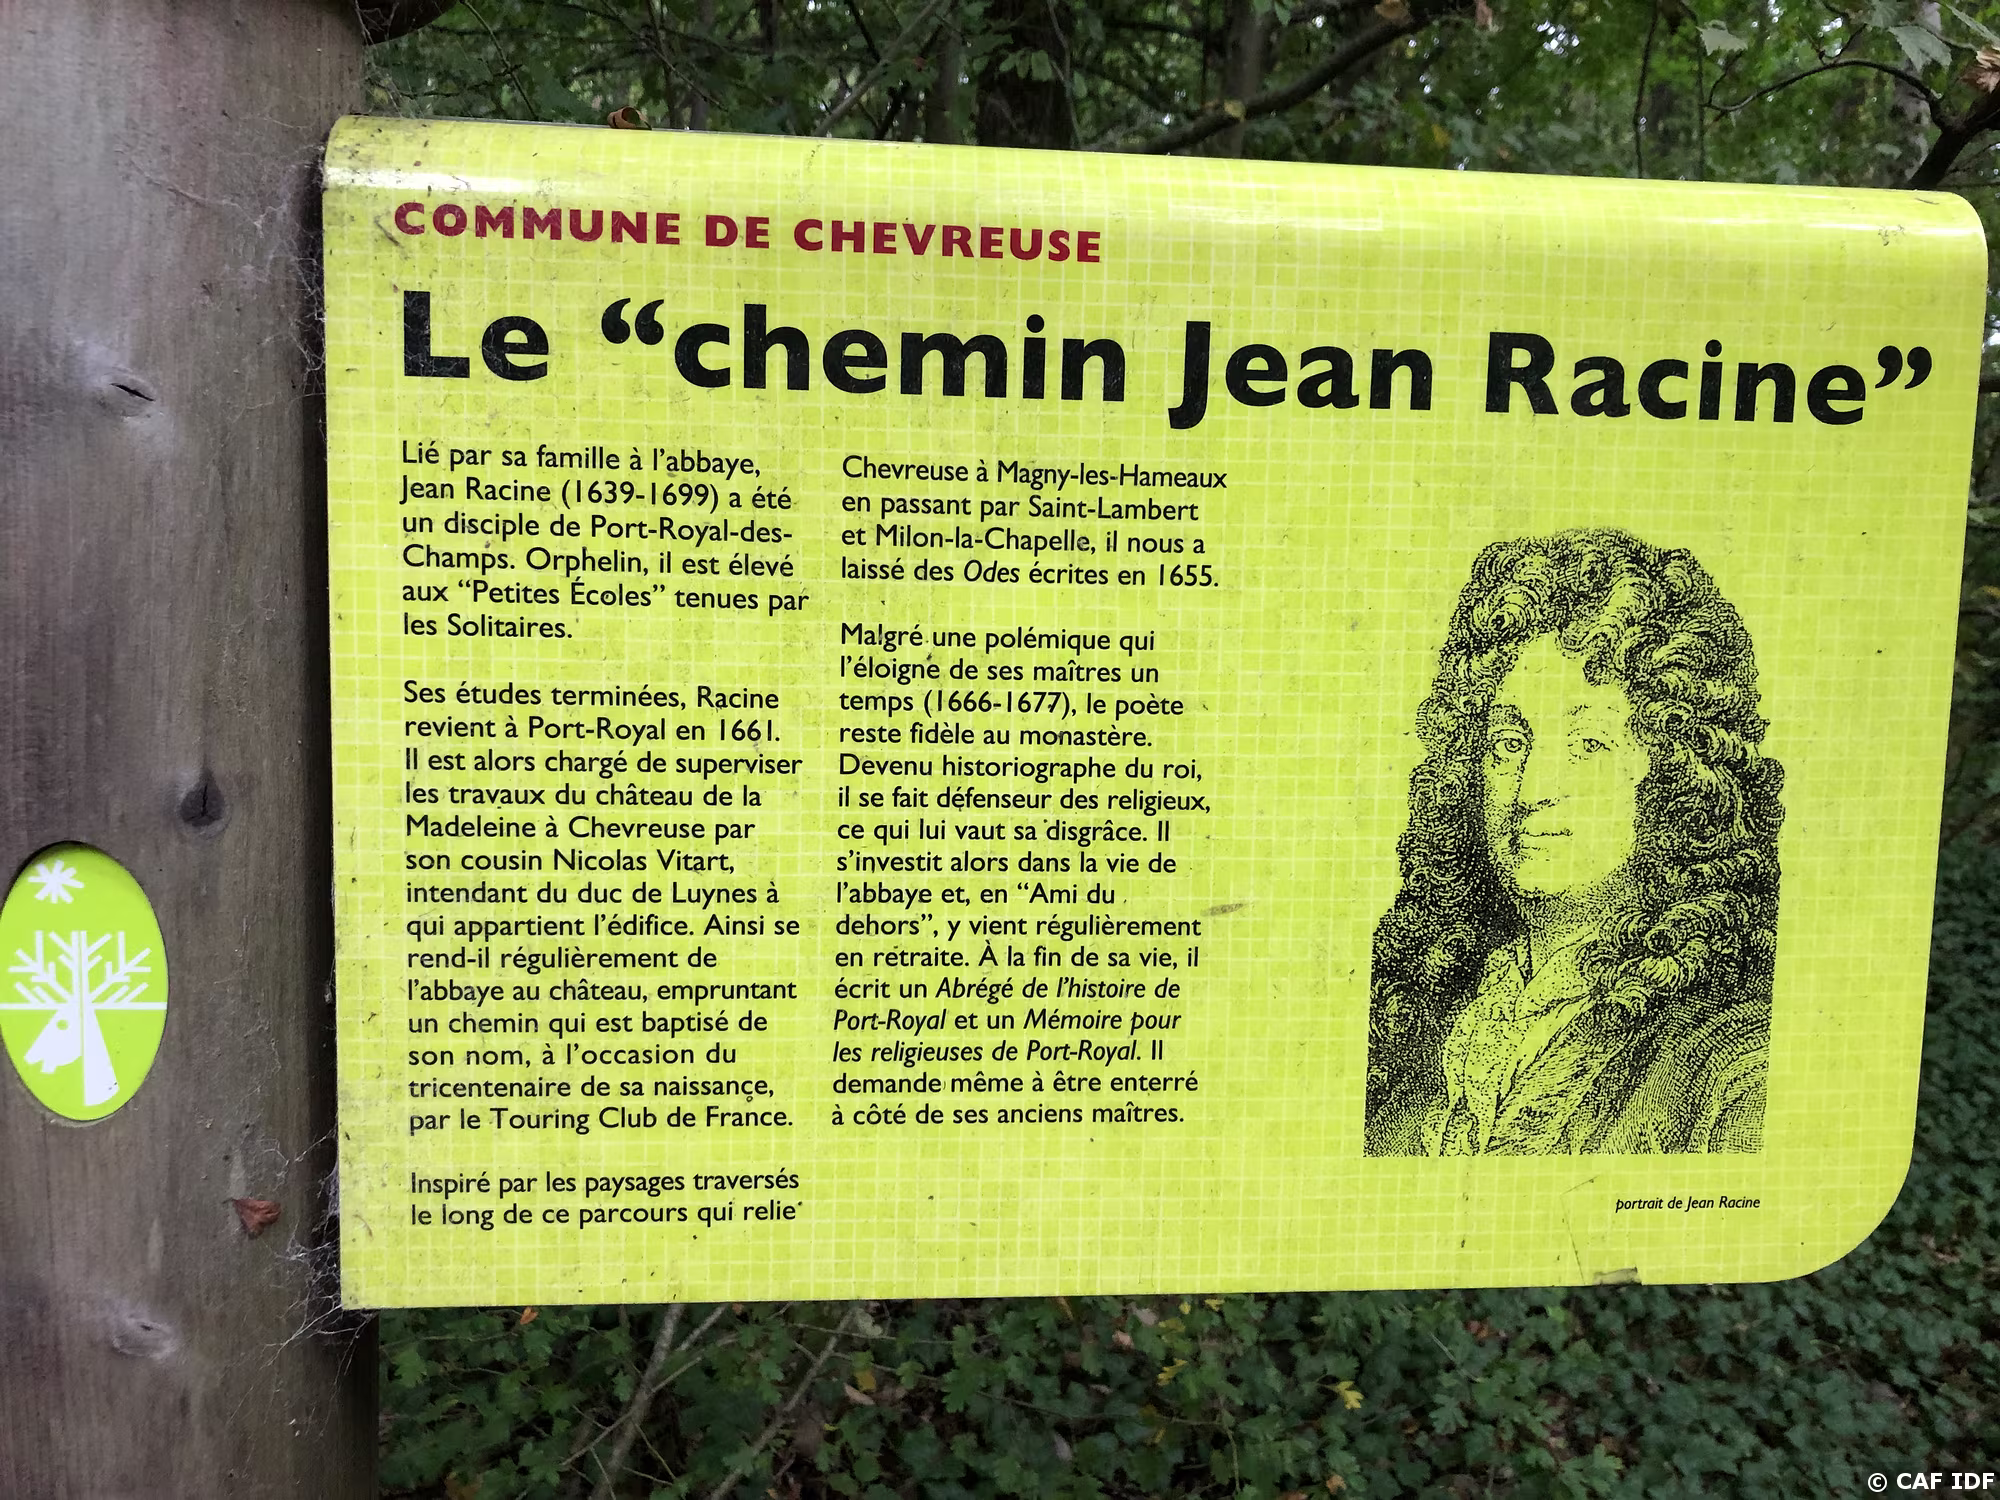 COMMUNE DE CHEVREUSE
Le “chemin Jean Racine”
Lié par sa famille à l’abbaye,
Jean Racine (1639-1699) a été
un disciple de Port-Royal-des-
Champs. Orphelin, il est élevé
aux “Petites Écoles” tenues par
les Solitaires.
Ses études terminées, Racine
revient à Port-Royal en 1661.
Il est alors chargé de superviser
les travaux du château de la
Madeleine à Chevreuse par
son cousin Nicolas Vitart,
intendant du duc de Luynes à
qui appartient l’édifice. Ainsi se
rend-il régulièrement de
l’abbaye au château, empruntant
un chemin qui est baptisé de
son nom, à l’occasion du
tricentenaire de sa naissance,
par le Touring Club de France.
Inspiré par les paysages traversés
le long de ce parcours qui relie
Chevreuse à Magny-les-Hameaux
en passant par Saint-Lambert
et Milon-la-Chapelle, il nous a
laissé des Odes écrites en 1655.
Malgré une polémique qui
l’éloigne de ses maîtres un
temps (1666-1677), le poète
reste fidèle au monastère.
Devenu historiographe du roi,
il se fait défenseur des religieux,
ce qui lui vaut sa disgrâce. Il
s’investit alors dans la vie de
l’abbaye et, en “Ami du
dehors”, y vient régulièrement
en retraite. À la fin de sa vie, il
écrit un Abrégé de l’histoire de
Port-Royal et un Mémoire pour
les religieuses de Port-Royal. Il
demande même à être enterré
à côté de ses anciens maîtres.
portrait de Jean Racine
© CAF IDF